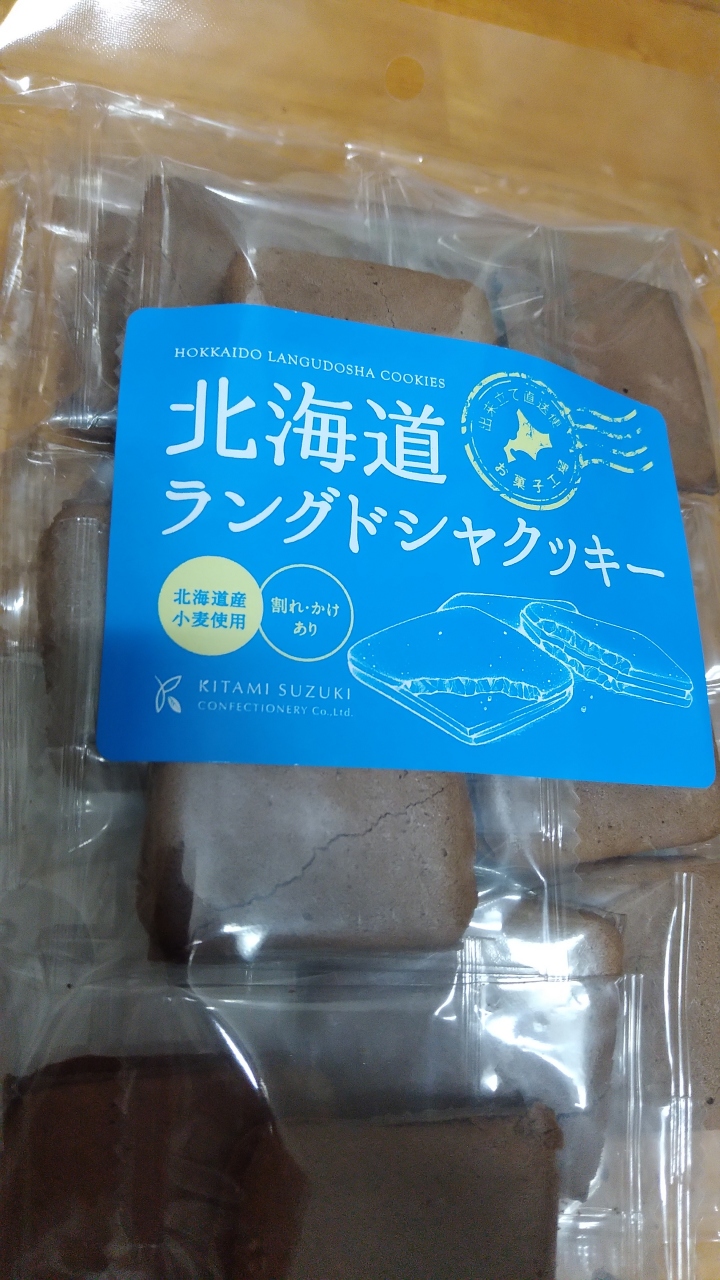 HOKKAIDO LANGUDOSHA COOKIES
北海道
出来立て直送便
お菓子工場
ラングドシャクッキー
北海道産
小麦使用
割れ・かけ
あり
KITAMI SUZUKI
CONFECTIONERY Co.,Ltd.